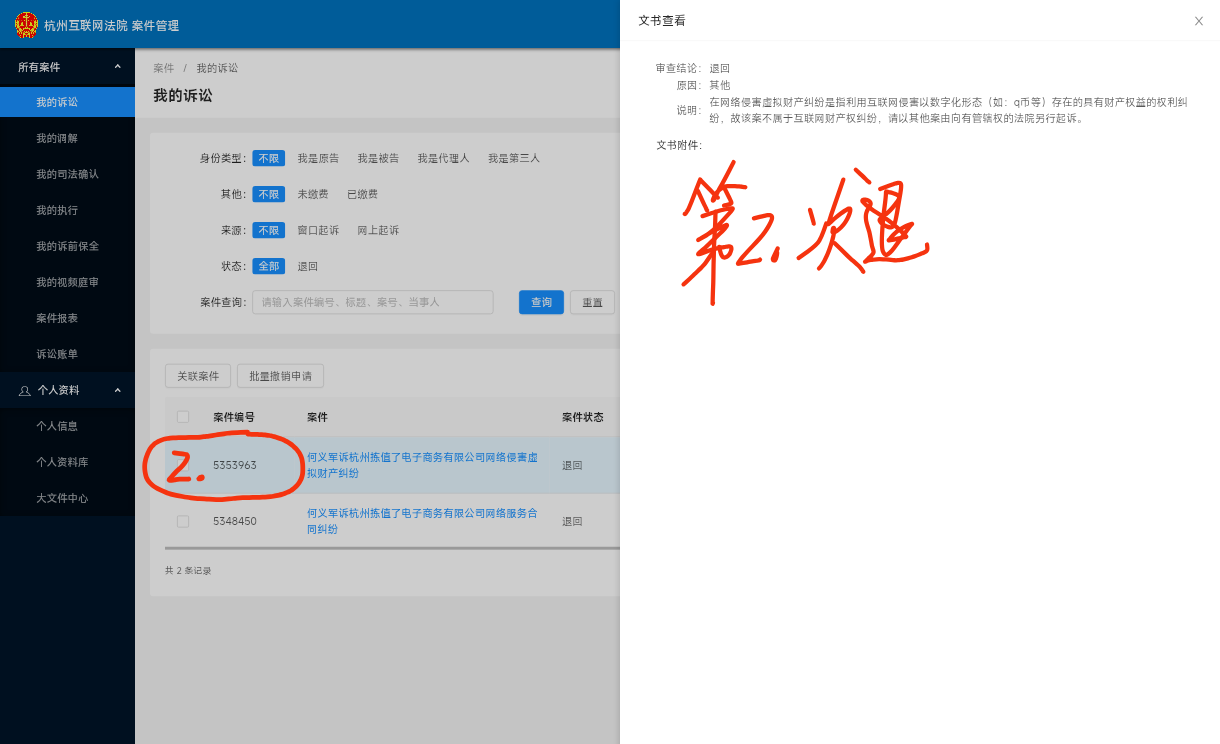 杭州互联网法院 案件管理
所有案件
我的诉讼
我的调解
我的司法确认
我的执行
我的诉前保全
我的视频庭审
案件报表
诉讼账单
个人资料
个人信息
个人资料库
大文件中心
案件 / 我的诉讼
我的诉讼
身份类型: 不限 我是原告 我是被告 我是代理人 我是第三人
其他: 不限 未缴费 已缴费
来源: 不限 窗口起诉 网上起诉
状态: 全部 退回
案件查询: 请输入案件编号、标题、案号、当事人 查询 重置
关联案件 批量撤销申请
案件编号 案件 案件状态
2. 5353963 何义军诉杭州拣值了电子商务有限公司网络侵害虚 退回
拟财产纠纷
5348450 何义军诉杭州拣值了电子商务有限公司网络服务合 退回
同纠纷
共 2 条记录
文书查看
审查结论: 退回
原因: 其他
说明: 在网络侵害虚拟财产纠纷是指利用互联网侵害以数字化形态（如：q币等）存在的具有财产权益的权利纠
纷，故该案不属于互联网财产权纠纷，请以其他案由向有管辖权的法院另行起诉。
文书附件:
第2.次退